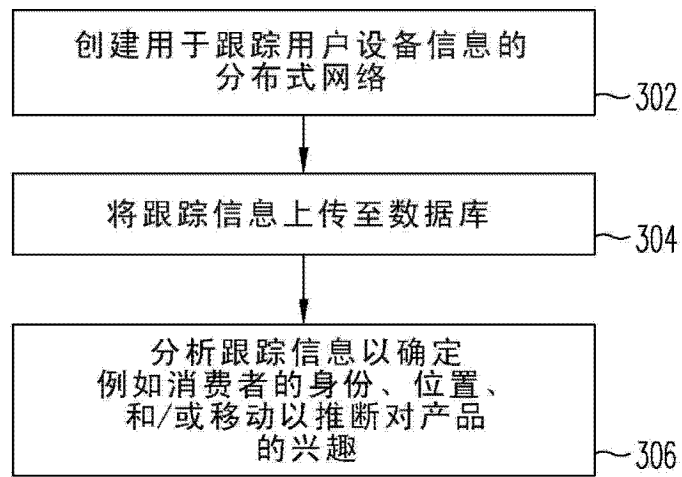 创建用于跟踪用户设备信息的
分布式网络
302
将跟踪信息上传至数据库
304
分析跟踪信息以确定
例如消费者的身份、位置、
和/或移动以推断对产品
的兴趣
306